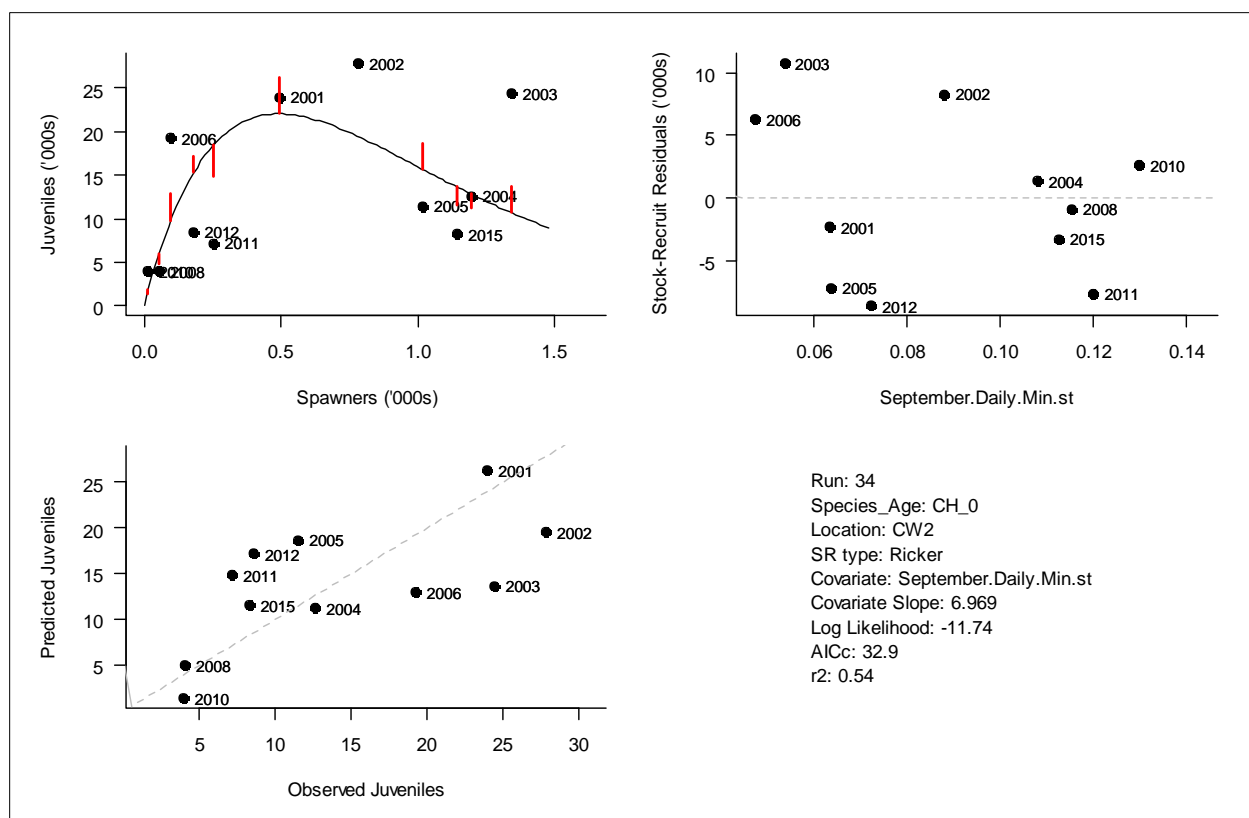 Juveniles ('000s)
25
20
15
10
5
0
2002
2001
2003
2006
2004
2005
2012
2011
2015
2010
2008
0.0 0.5 1.0 1.5
Spawners ('000s)
Stock-Recruit Residuals ('000s)
10
5
0
-5
2003
2002
2006
2010
2004
2008
2001
2015
2005
2011
2012
0.06 0.08 0.10 0.12 0.14
September.Daily.Min.st
Predicted Juveniles
25
20
15
10
5
2001
2002
2005
2012
2011
2003
2006
2015
2004
2008
2010
5 10 15 20 25 30
Observed Juveniles
Run: 34
Species_Age: CH_0
Location: CW2
SR type: Ricker
Covariate: September.Daily.Min.st
Covariate Slope: 6.969
Log Likelihood: -11.74
AICc: 32.9
r2: 0.54